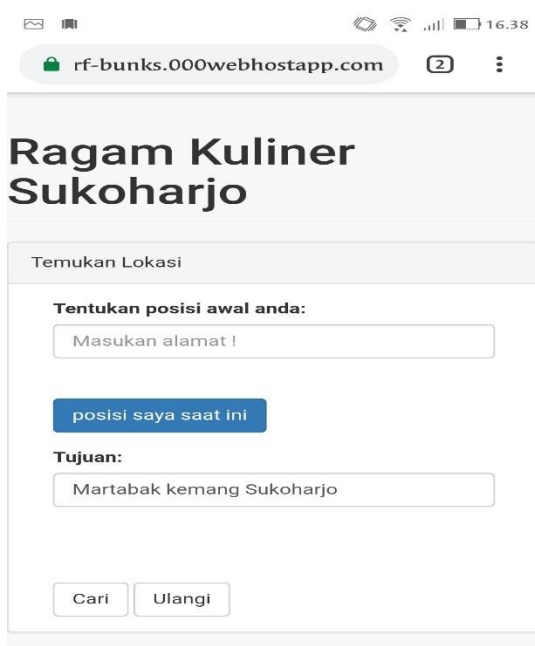 16.38
rf-bunks.000webhostapp.com
2
Ragam Kuliner
Sukoharjo
Temukan Lokasi
Tentukan posisi awal anda:
Masukan alamat !
posisi saya saat ini
Tujuan:
Martabak kemang Sukoharjo
Cari Ulangi